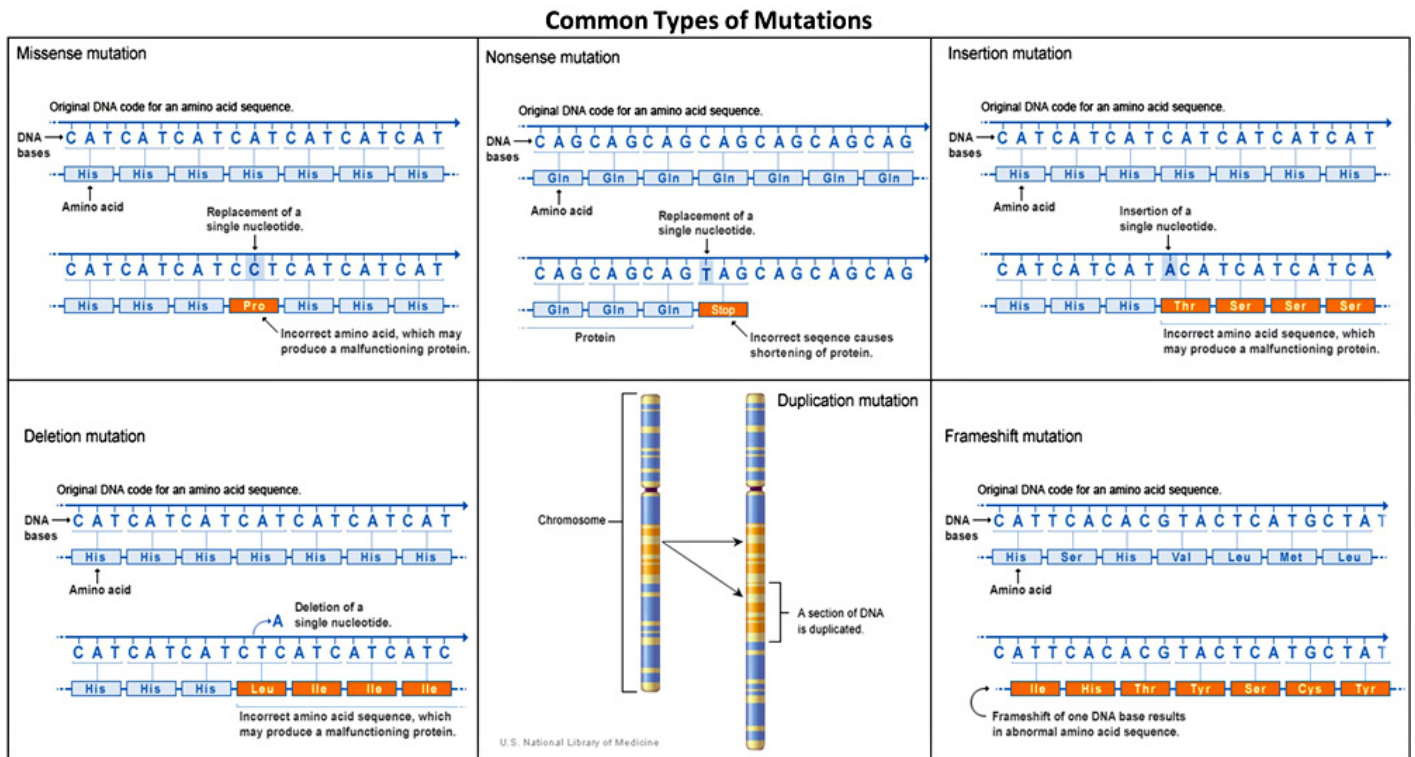 Common Types of Mutations
Missense mutation
Original DNA code for an amino acid sequence.
DNA bases
C A T C A T C A T C A T C A T C A T C A T
His His His His His His His
Amino acid
Replacement of a single nucleotide.
C A T C A T C A T C C T C A T C A T C A T
His His His Pro His His His
Incorrect amino acid, which may
produce a malfunctioning protein.
Nonsense mutation
Original DNA code for an amino acid sequence.
DNA bases
C A G C A G C A G C A G C A G C A G C A G
Gln Gln Gln Gln Gln Gln Gln
Amino acid
Replacement of a
single nucleotide.
C A G C A G C A G T A G C A G C A G C A G
Gln Gln Gln Stop
Protein
Incorrect seqence causes
shortening of protein.
Insertion mutation
Original DNA code for an amino acid sequence.
DNA bases
C A T C A T C A T C A T C A T C A T C A T
His His His His His His His
Amino acid
Insertion of a
single nucleotide.
C A T C A T C A T A C A T C A T C A T C A
His His His Thr Ser Ser Ser
Incorrect amino acid sequence, which
may produce a malfunctioning protein.
Deletion mutation
Original DNA code for an amino acid sequence.
DNA bases
C A T C A T C A T C A T C A T C A T C A T
His His His His His His His
Amino acid
A
Deletion of a
single nucleotide.
C A T C A T C A T C T C A T C A T C A T C
His His His Leu Ile Ile Ile
Incorrect amino acid sequence, which
may produce a malfunctioning protein.
Duplication mutation
Chromosome
A section of DNA
is duplicated.
U.S. National Library of Medicine
Frameshift mutation
Original DNA code for an amino acid sequence.
DNA bases
C A T T C A C A C G T A C T C A T G C T A T
His Ser His Val Leu Met Leu
Amino acid
C A T T C A C A C G T A C T C A T G C T A T
Ile His Thr Tyr Ser Cys Tyr
Frameshift of one DNA base results
in abnormal amino acid sequence.